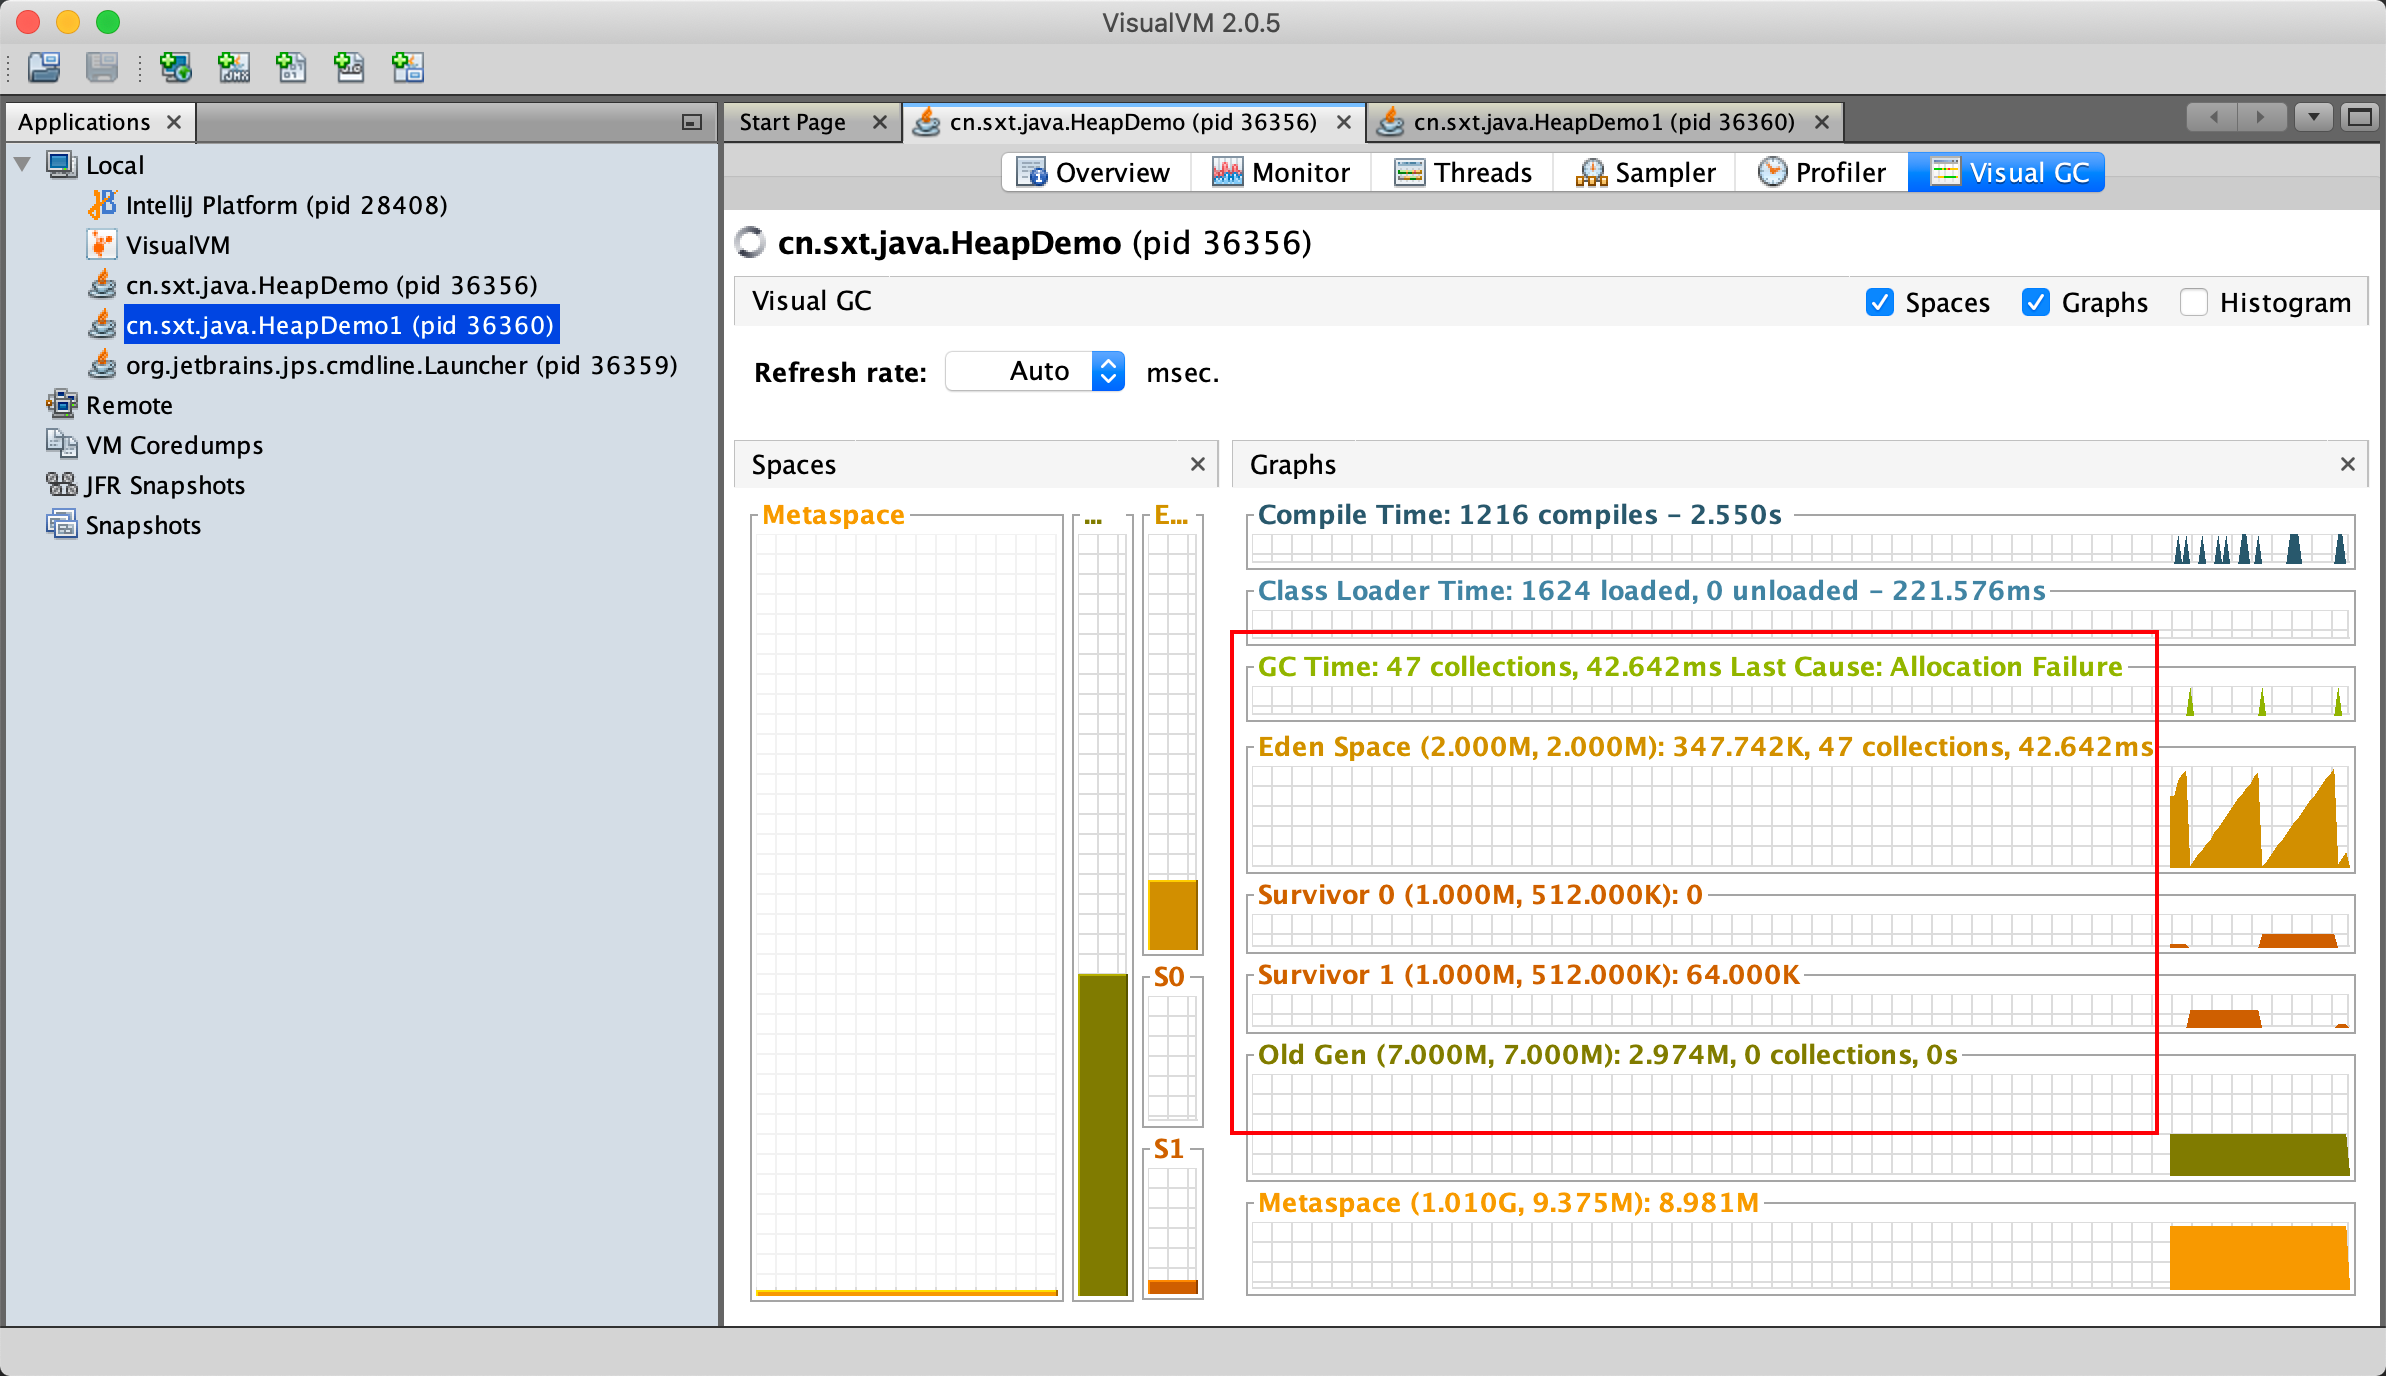 VisualVM 2.0.5
Applications
Start Page
cn.sxt.java.HeapDemo (pid 36356)
cn.sxt.java.HeapDemo1 (pid 36360)
Local
IntelliJ Platform (pid 28408)
VisualVM
cn.sxt.java.HeapDemo (pid 36356)
cn.sxt.java.HeapDemo1 (pid 36360)
org.jetbrains.jps.cmdline.Launcher (pid 36359)
Remote
VM Coredumps
JFR Snapshots
Snapshots
Overview
Monitor
Threads
Sampler
Profiler
Visual GC
cn.sxt.java.HeapDemo (pid 36356)
Visual GC
Spaces
Graphs
Histogram
Refresh rate: Auto msec.
Spaces
Metaspace
...
E...
S0
S1
Graphs
Compile Time: 1216 compiles - 2.550s
Class Loader Time: 1624 loaded, 0 unloaded - 221.576ms
GC Time: 47 collections, 42.642ms Last Cause: Allocation Failure
Eden Space (2.000M, 2.000M): 347.742K, 47 collections, 42.642ms
Survivor 0 (1.000M, 512.000K): 0
Survivor 1 (1.000M, 512.000K): 64.000K
Old Gen (7.000M, 7.000M): 2.974M, 0 collections, 0s
Metaspace (1.010G, 9.375M): 8.981M